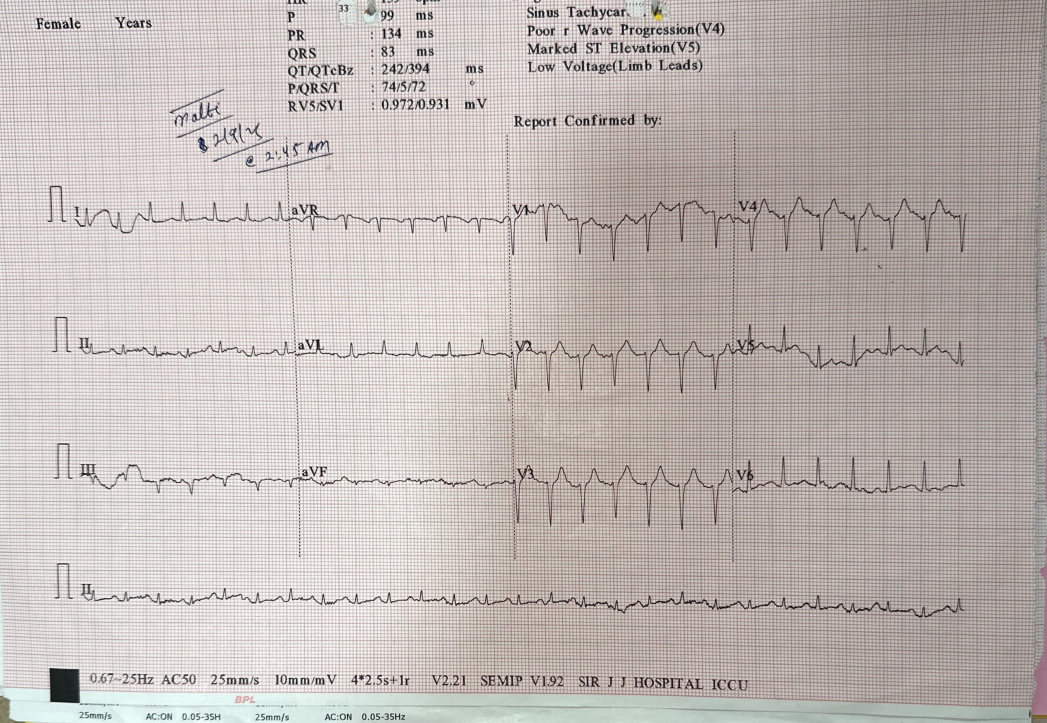 33
P 99 ms
Female Years
PR : 134 ms
QRS : 83 ms
QT/QTcBz : 242/394 ms
P/QRS/T : 74/5/72 °
RV5/SV1 : 0.972/0.931 mV
Sinus Tachycar
Poor r Wave Progression(V4)
Marked ST Elevation(V5)
Low Voltage(Limb Leads)
Report Confirmed by:
@ 2:45 AM
I aVR V1 V4
II aVL V2 V5
III aVF V3 V6
II
0.67~25Hz AC50 25mm/s 10mm/mV 4*2.5s+1r V2.21 SEMIP V1.92 SIR J J HOSPITAL ICCU
BPL
25mm/s AC:ON 0.05-35H 25mm/s AC:ON 0.05-35Hz